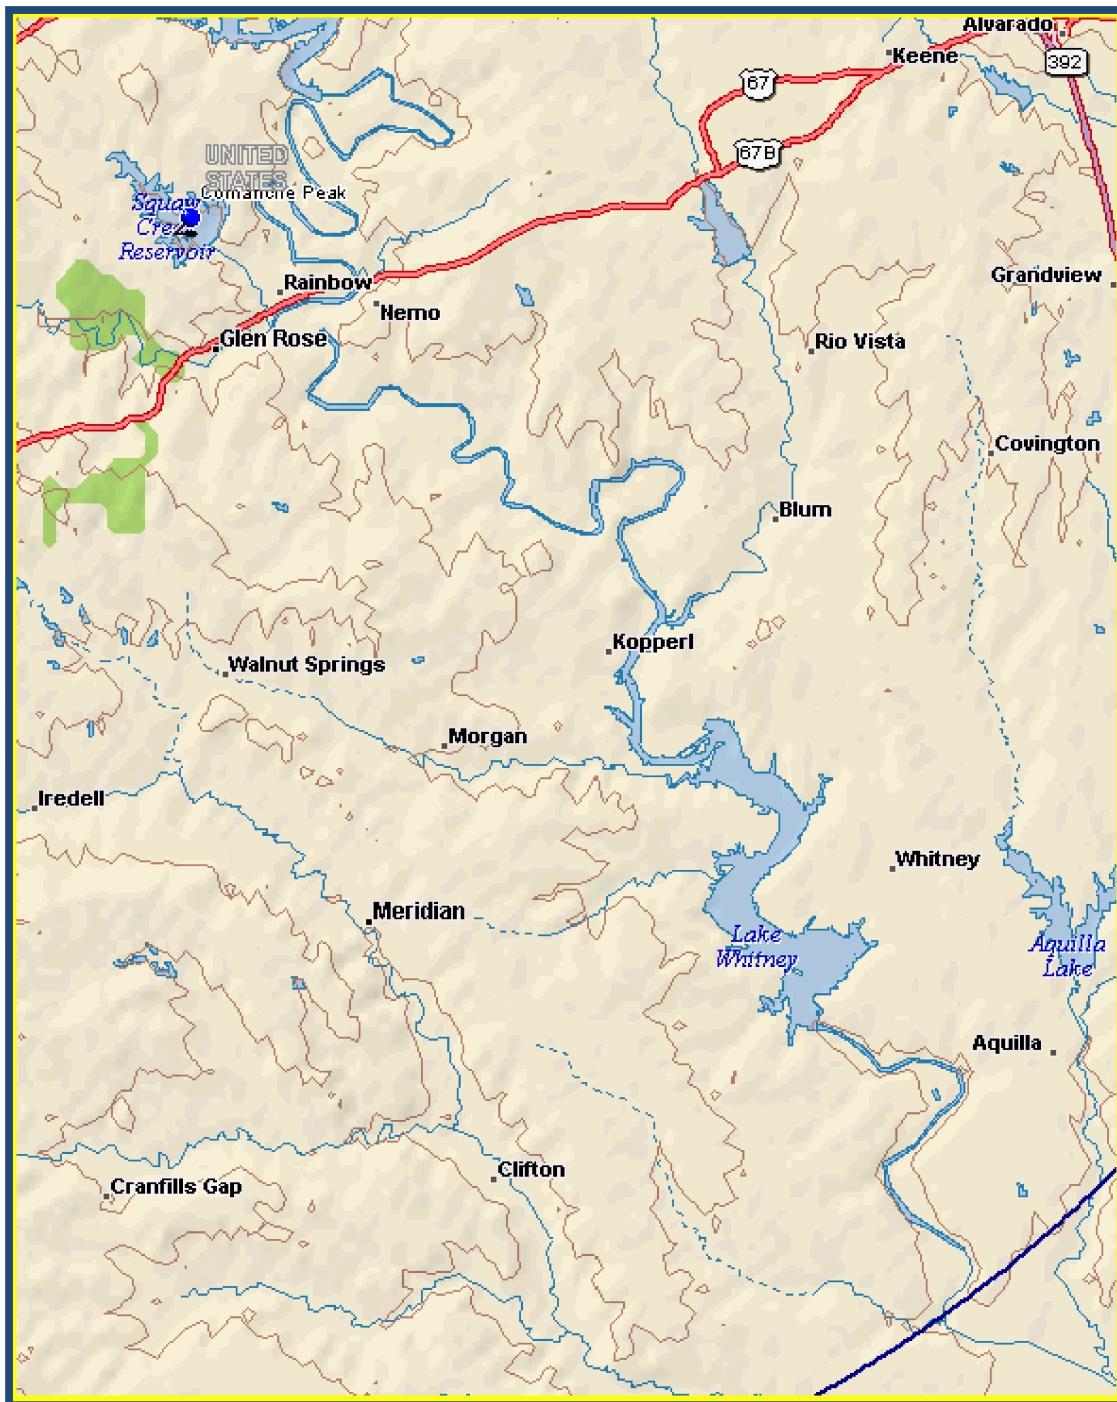 Alvarado
Keene
392
67
67B
UNITED
STATES
Comanche Peak
Squaw
Cree
Reservoir
Grandview
Rainbow
Nemo
Glen Rose
Rio Vista
Covington
Blum
Kopperl
Walnut Springs
Morgan
Iredell
Whitney
Meridian
Lake
Whitney
Aquilla
Lake
Aquilla
Clifton
Cranfills Gap